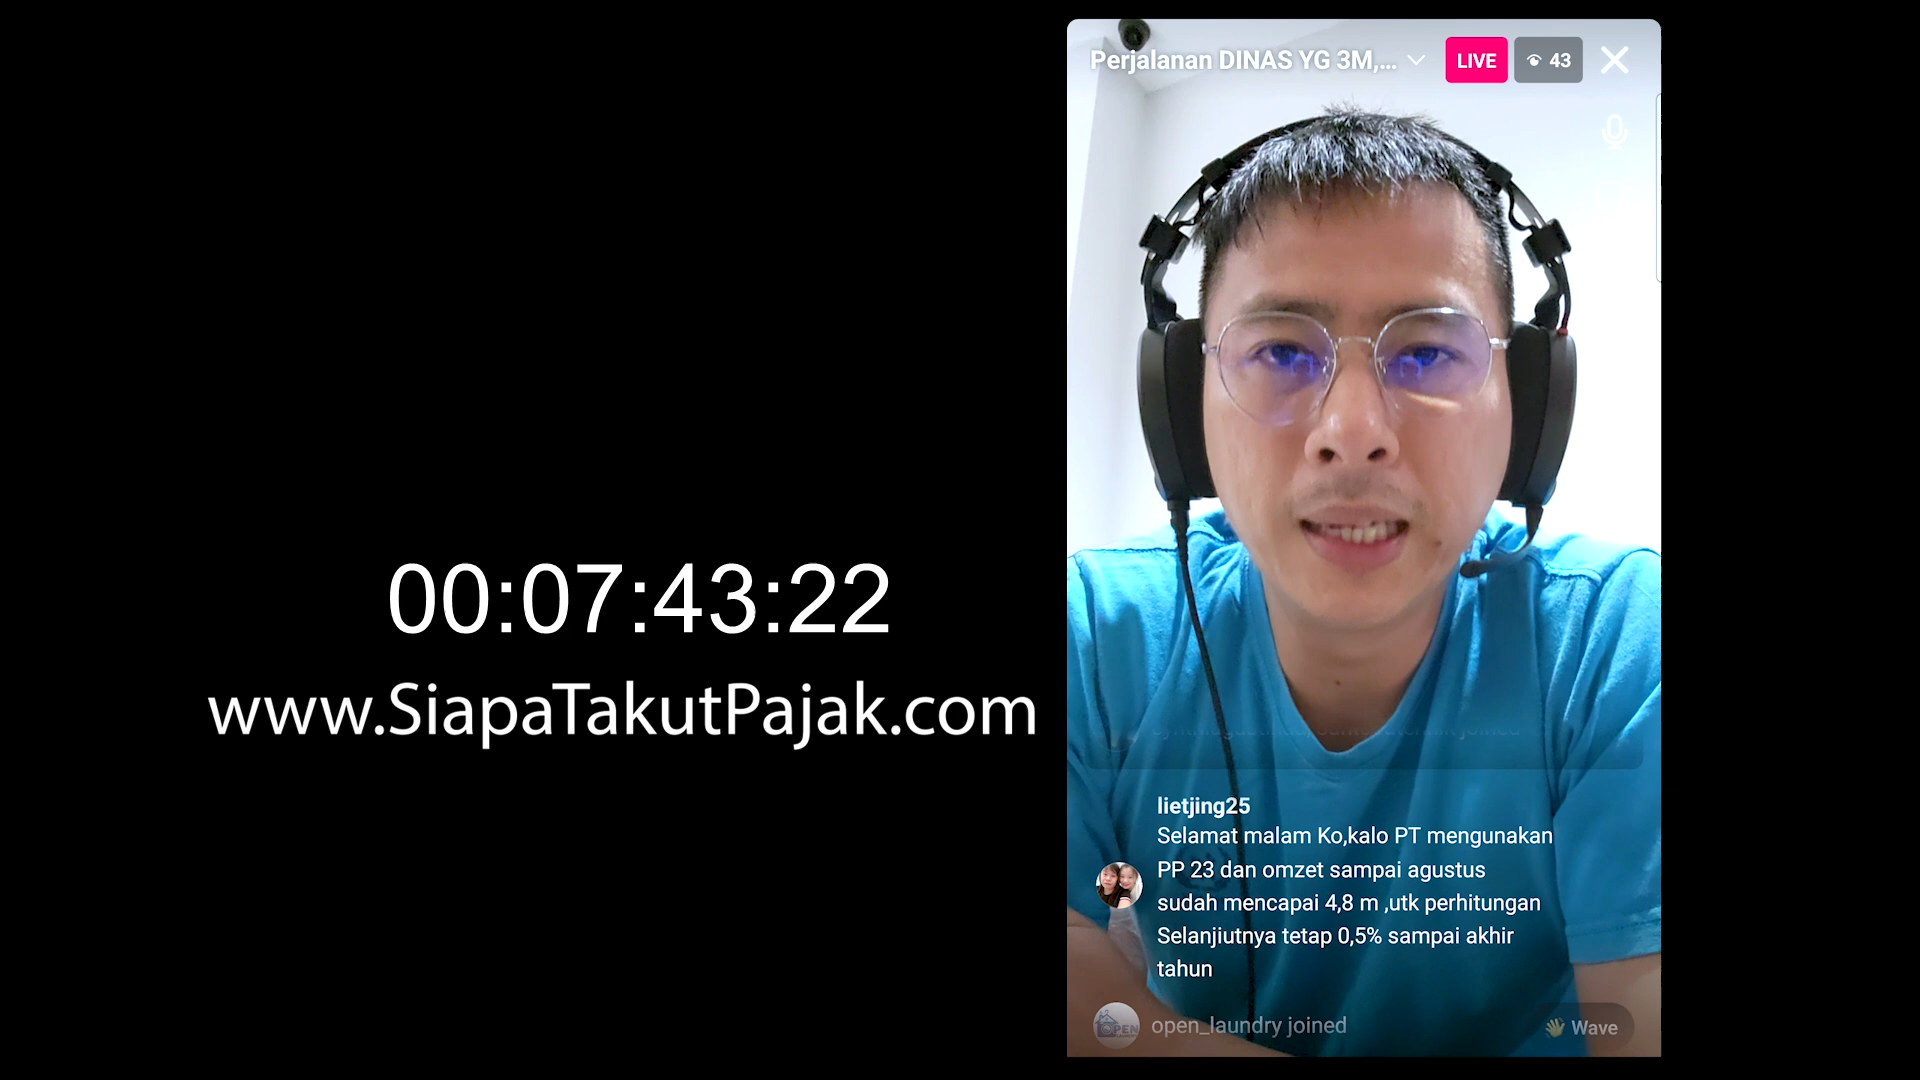 Perjalanan DINAS YG 3M,...
LIVE
43
00:07:43:22
www.SiapaTakutPajak.com
lietjing25
Selamat malam Ko,kalo PT mengunakan
PP 23 dan omzet sampai agustus
sudah mencapai 4,8 m ,utk perhitungan
Selanjiutnya tetap 0,5% sampai akhir
tahun
open_laundry joined
Wave